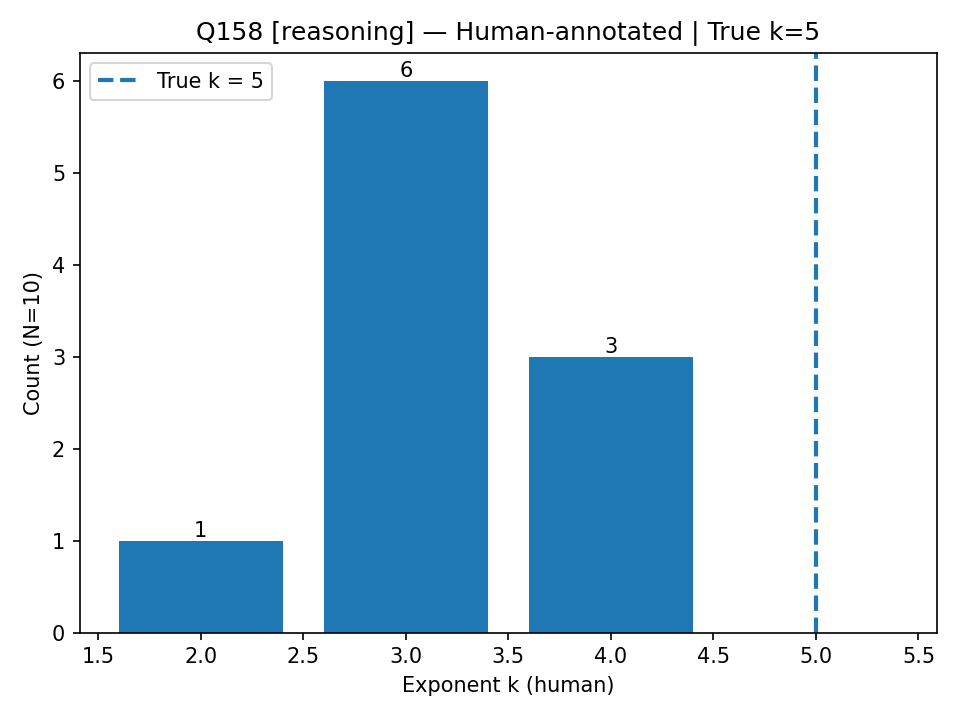 Q158 [reasoning] — Human-annotated | True k=5
True k = 5
6
3
1
6
5
4
3
2
1
0
Count (N=10)
1.5 2.0 2.5 3.0 3.5 4.0 4.5 5.0 5.5
Exponent k (human)